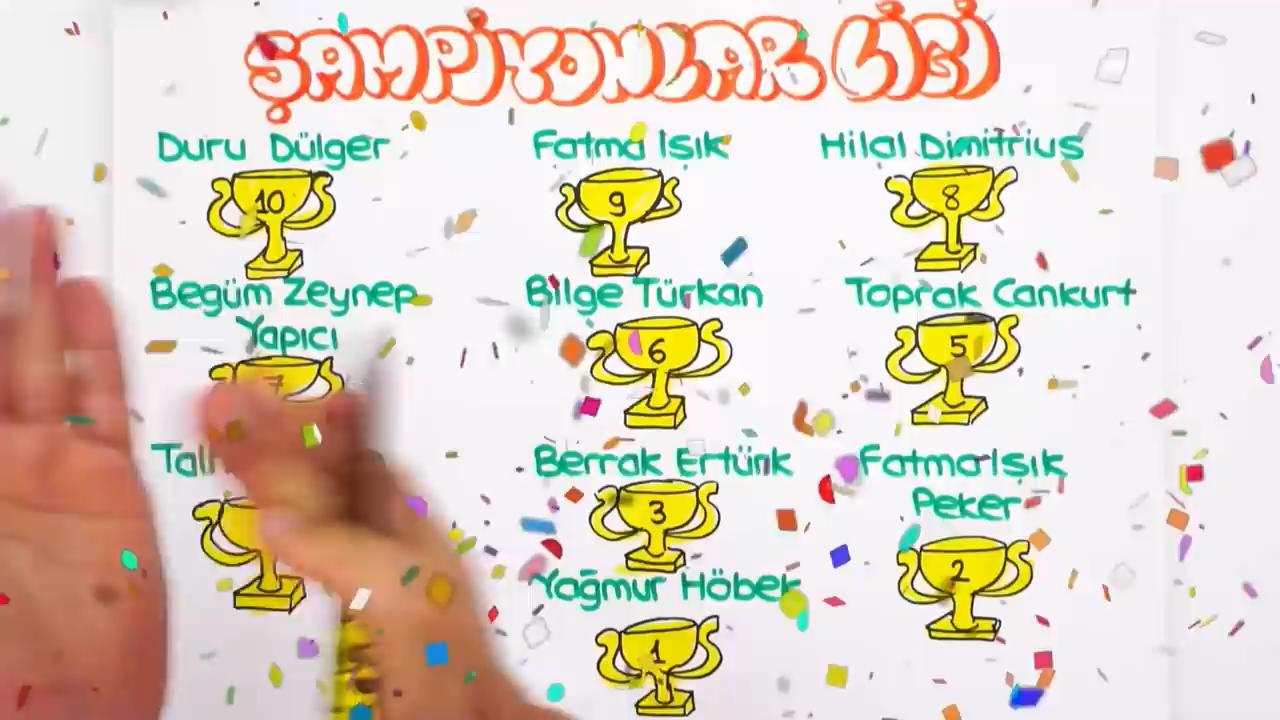 ŞAMPİYONLAR LİGİ
Duru Dülger
Fatma Işık
Hilal Dimitrius
10
9
8
Begüm Zeynep
Yapıcı
Bilge Türkan
Toprak Cankurt
7
6
5
Berrak Ertürk
Fatma Işık
Peker
3
2
Yağmur Höbek
1